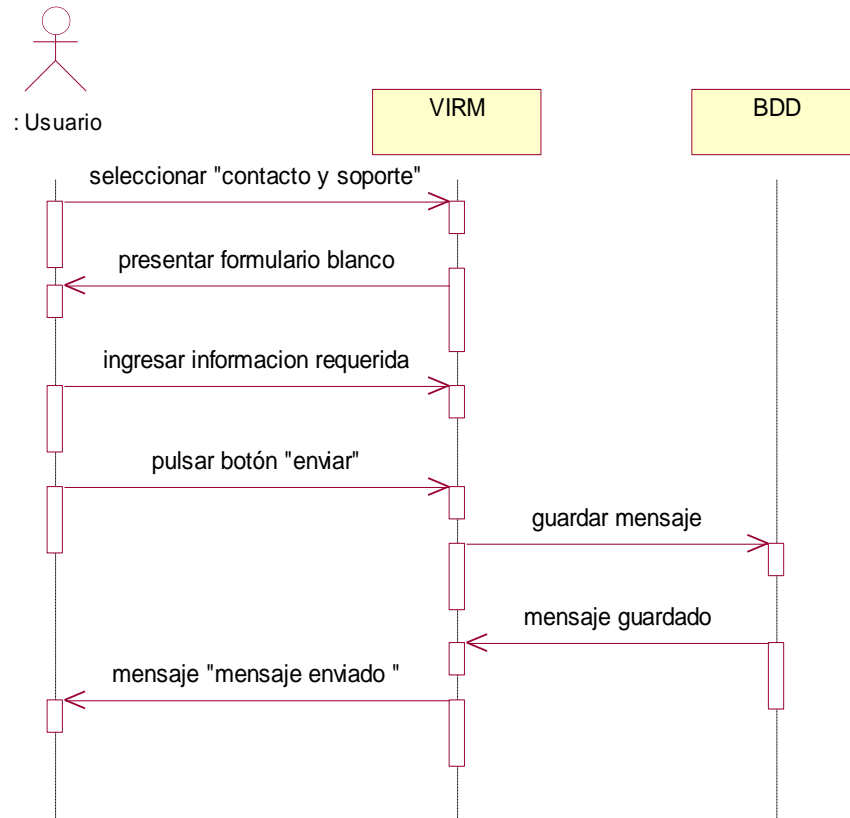 : Usuario
VIRM
BDD
seleccionar "contacto y soporte"
presentar formulario blanco
ingresar informacion requerida
pulsar botón "enviar"
guardar mensaje
mensaje guardado
mensaje "mensaje enviado "